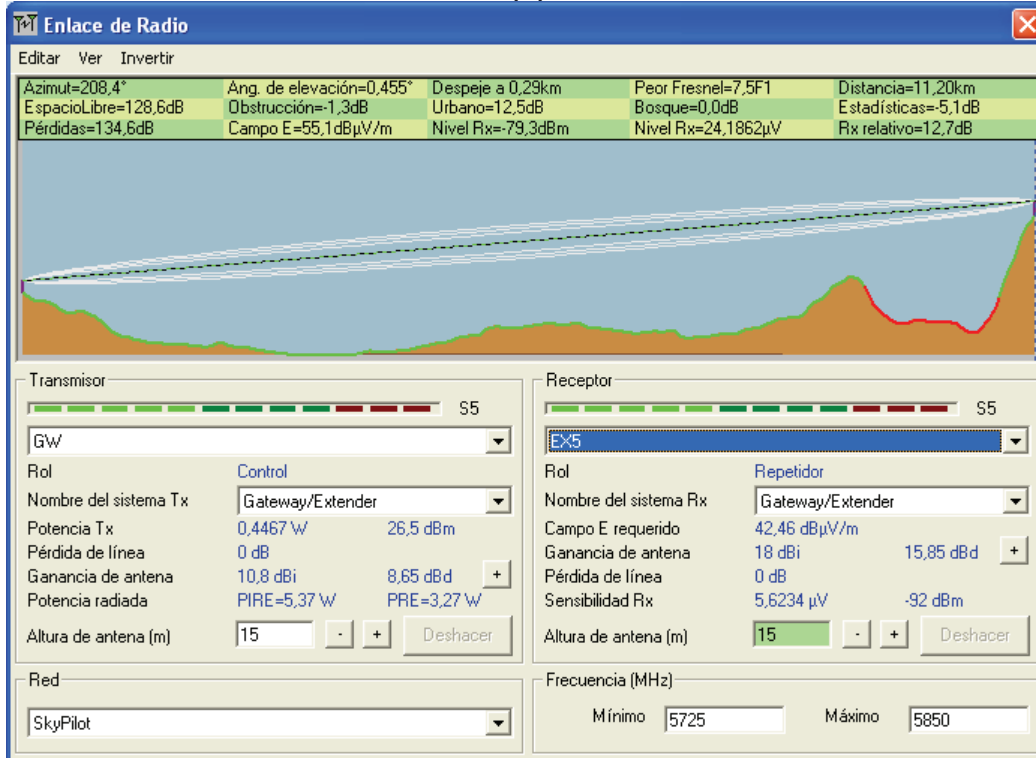 Enlace de Radio
Editar Ver Invertir
Azimut=208,4° Ang. de elevación=0,455° Despeje a 0,29km Peor Fresnel=7,5F1 Distancia=11,20km
EspacioLibre=128,6dB Obstrucción=-1,3dB Urbano=12,5dB Bosque=0,0dB Estadísticas=-5,1dB
Pérdidas=134,6dB Campo E=55,1dBµV/m Nivel Rx=-79,3dBm Nivel Rx=24,1862µV Rx relativo=12,7dB
Transmisor
S5
GW
Rol Control
Nombre del sistema Tx Gateway/Extender
Potencia Tx 0,4467 W 26,5 dBm
Pérdida de línea 0 dB
Ganancia de antena 10,8 dBi 8,65 dBd +
Potencia radiada PIRE=5,37 W PRE=3,27 W
Altura de antena (m) 15 - + Deshacer
Receptor
S5
EX5
Rol Repetidor
Nombre del sistema Rx Gateway/Extender
Campo E requerido 42,46 dBµV/m
Ganancia de antena 18 dBi 15,85 dBd +
Pérdida de línea 0 dB
Sensibilidad Rx 5,6234 µV -92 dBm
Altura de antena (m) 15 - + Deshacer
Red
SkyPilot
Frecuencia (MHz)
Mínimo 5725 Máximo 5850